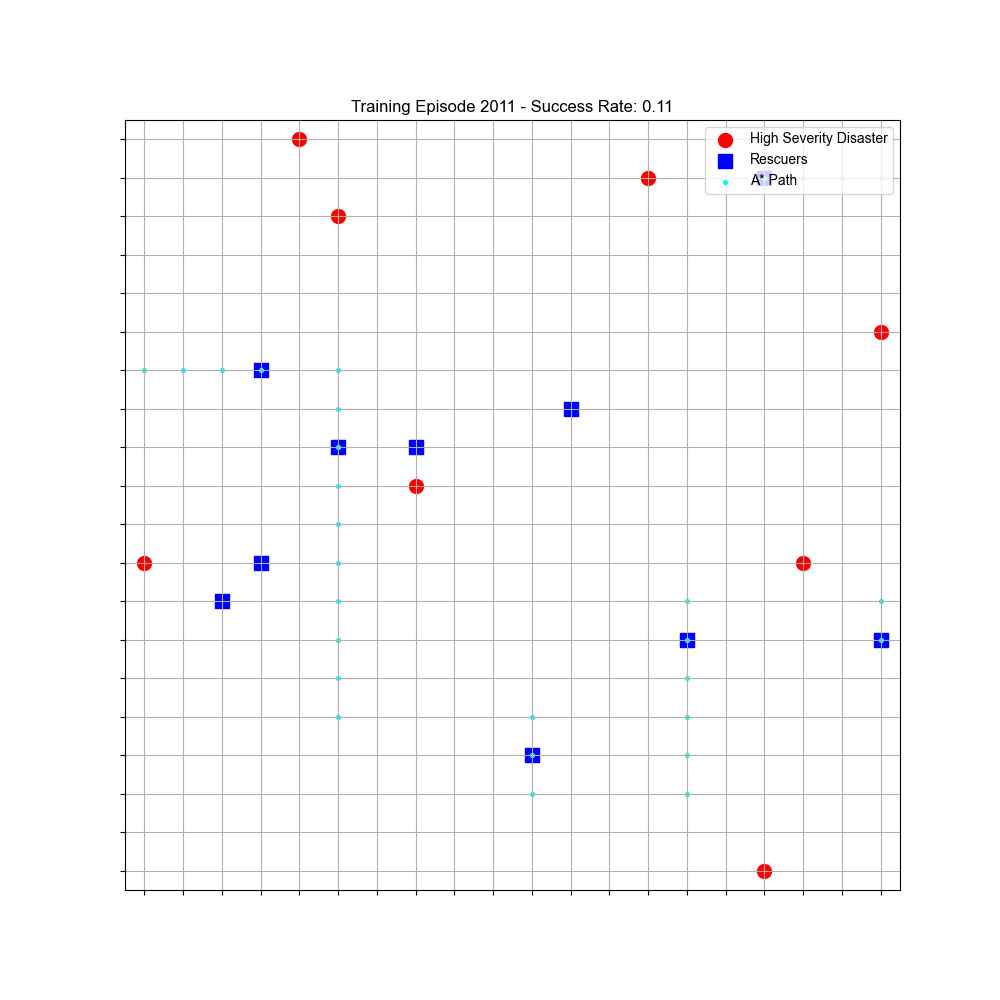 Training Episode 2011 - Success Rate: 0.11
High Severity Disaster
Rescuers
A* Path